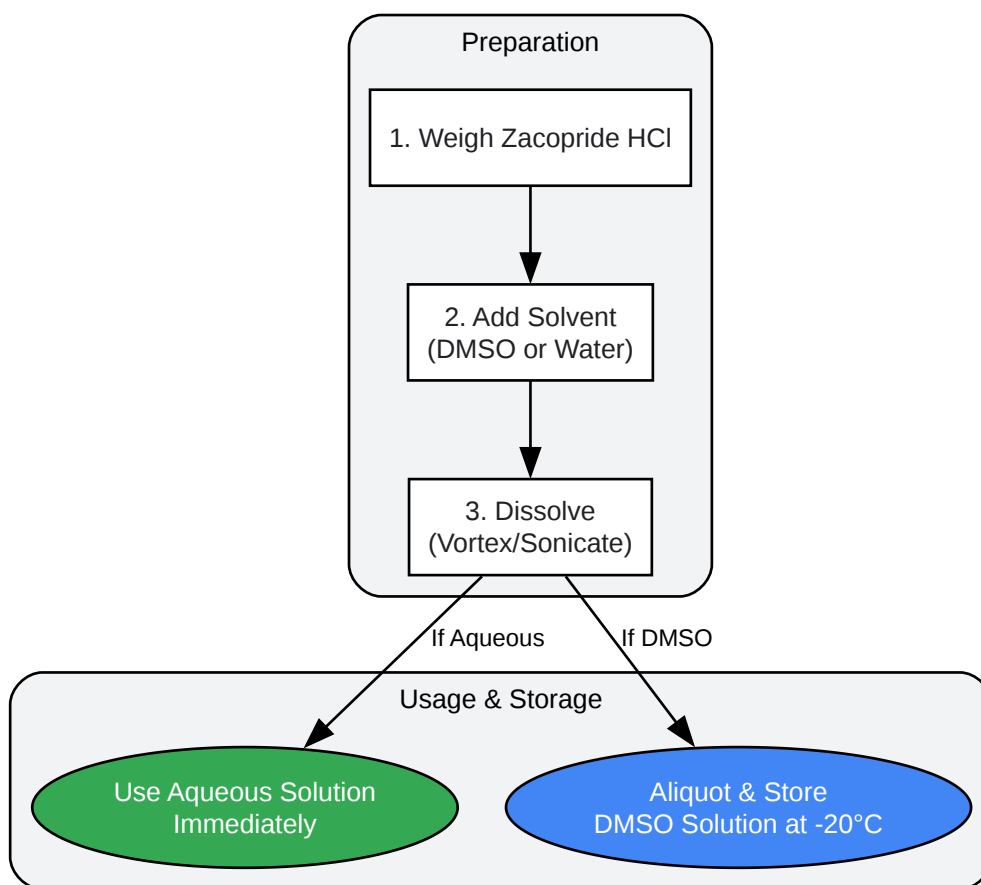 Preparation
1. Weigh Zacopride HCl
2. Add Solvent
(DMSO or Water)
3. Dissolve
(Vortex/Sonicate)
If Aqueous
If DMSO
Usage & Storage
Use Aqueous Solution
Immediately
Aliquot & Store
DMSO Solution at -20°C